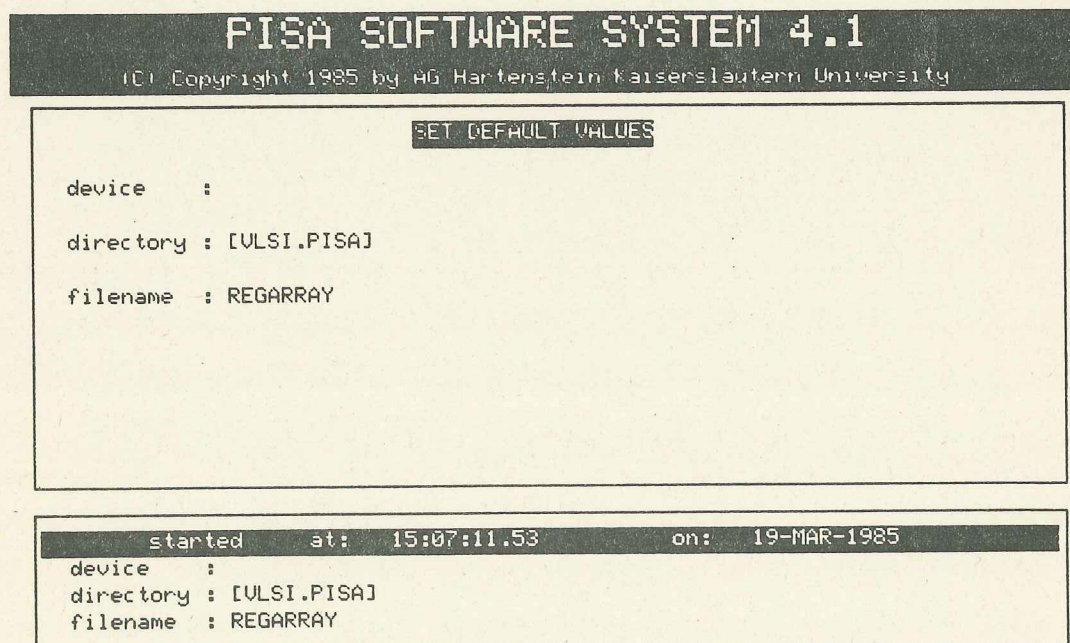 PISA SOFTWARE SYSTEM 4.1
(C) Copyright 1985 by AG Hartenstein Kaiserslautern University
SET DEFAULT VALUES
device :
directory : [VLSI.PISA]
filename : REGARRAY
started at: 15:07:11.53 on: 19-MAR-1985
device :
directory : [VLSI.PISA]
filename : REGARRAY